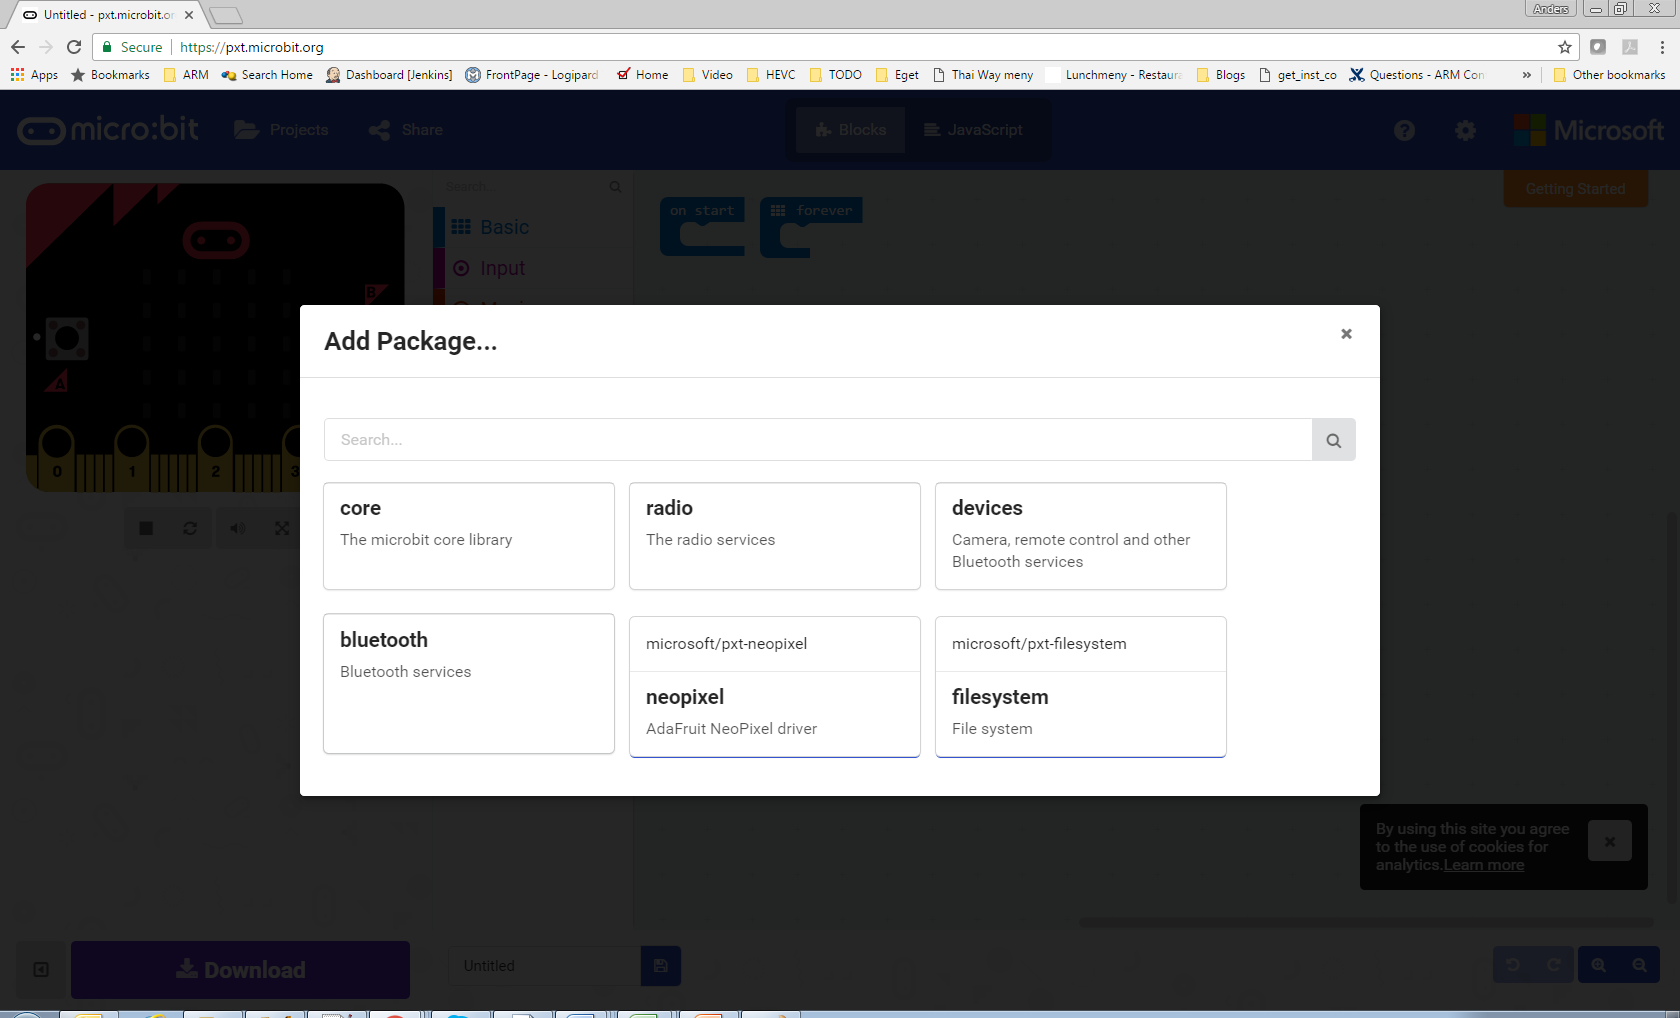 Untitled - pxt.microbit.or
Anders
Secure https://pxt.microbit.org
Apps Bookmarks ARM Search Home Dashboard [Jenkins] FrontPage - Logipard Home Video HEVC TODO Eget Thai Way meny Lunchmeny - Restaura Blogs get_inst_co Questions - ARM Con » Other bookmarks
micro:bit Projects Share Blocks JavaScript Microsoft
Search...
Getting Started
on start forever
Basic
Input
B
A
0 1 2 3
Add Package...
Search...
core
The microbit core library
radio
The radio services
devices
Camera, remote control and other
Bluetooth services
bluetooth
Bluetooth services
microsoft/pxt-neopixel
neopixel
AdaFruit NeoPixel driver
microsoft/pxt-filesystem
filesystem
File system
By using this site you agree
to the use of cookies for
analytics.Learn more
Download
Untitled